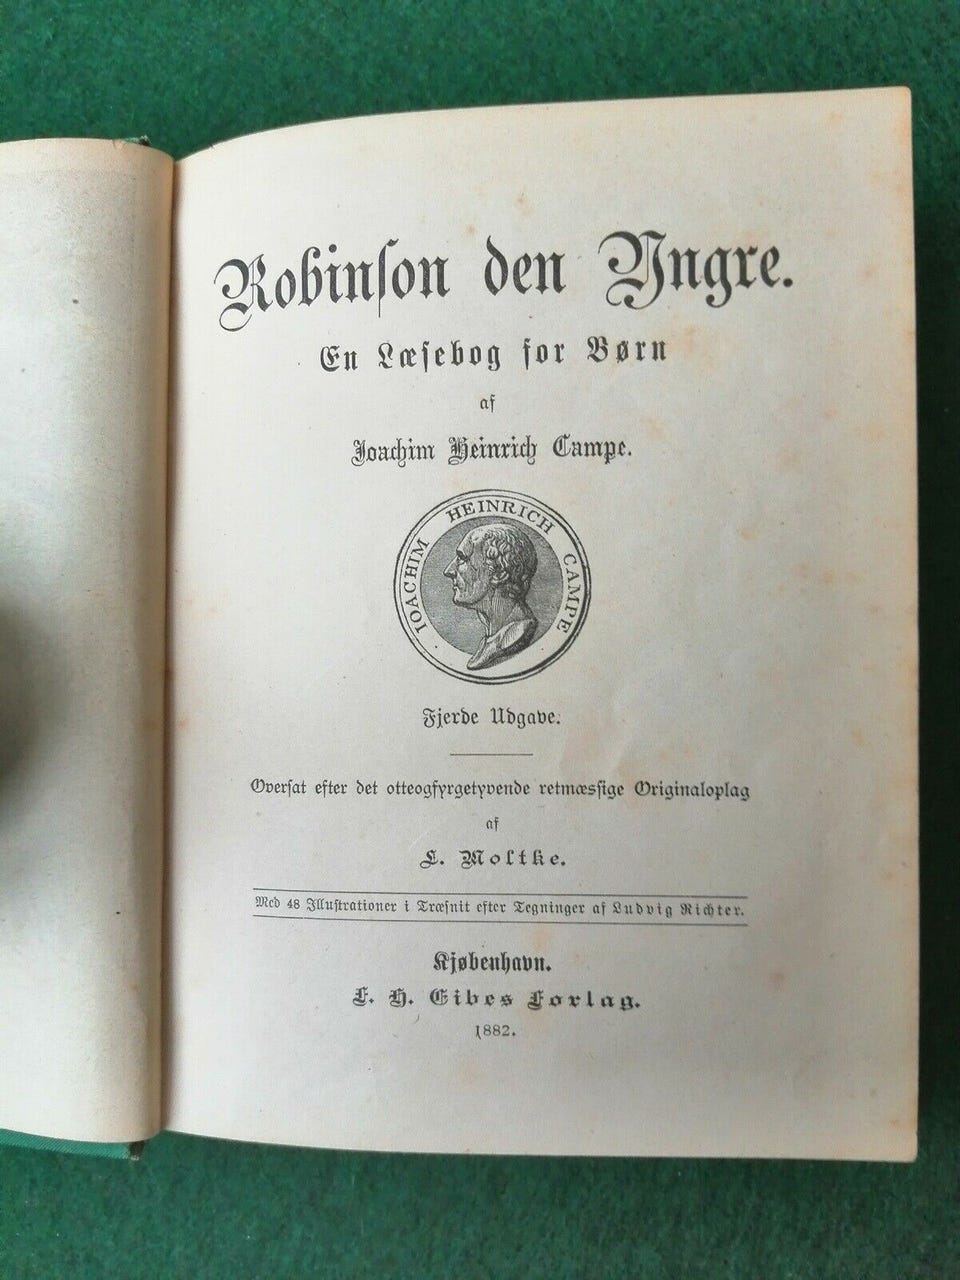 Robinson den Yngre.
En Læsebog for Børn
af
Joachim Heinrich Campe.
IOACHIM HEINRICH CAMPE
Fjerde Udgave.
Oversat efter det otteogfyrgetyvende retmæssige Originaloplag
af
L. Moltke.
Med 48 Illustrationer i Træsnit efter Tegninger af Ludvig Richter.
Kjøbenhavn.
F. H. Eibes Forlag.
1882.